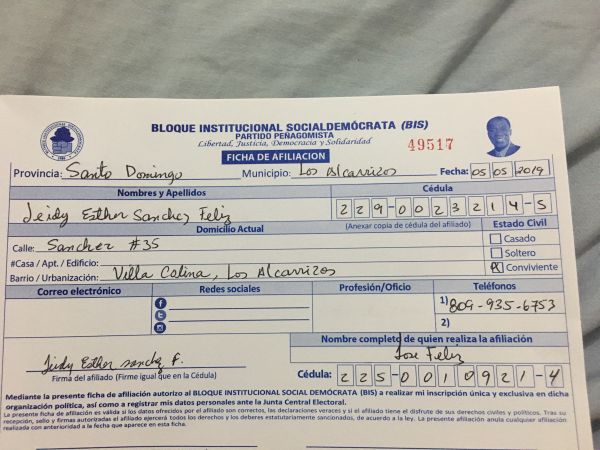 BLOQUE INSTITUCIONAL SOCIALDEMÓCRATA (BIS)
PARTIDO PEÑAGOMISTA
Libertad, Justicia, Democracia y Solidaridad
49517
FICHA DE AFILIACION
Provincia: Santo Domingo Municipio: Los Alcarrizos Fecha: 05 05 2019
Nombres y Apellidos Cédula
Jeidy Esther Sanchez Feliz 229-0023214-5
Domicilio Actual (Anexar copia de cédula del afiliado) Estado Civil
Calle: Sanchez #35 Casado
#Casa / Apt. / Edificio: Soltero
Barrio / Urbanización: Villa Colina, Los Alcarrizos X Conviviente
Correo electrónico Redes sociales Profesión/Oficio Teléfonos
1) 809-935-6753
2)
Nombre completo de quien realiza la afiliación
Jose Feliz
Jeidy Esther Sanchez F.
Firma del afiliado (Firme igual que en la Cédula) Cédula: 225-0010921-4
Mediante la presente ficha de afiliación autorizo al BLOQUE INSTITUCIONAL SOCIAL DEMÓCRATA (BIS) a realizar mi inscripción única y exclusiva en dicha
organización política, así como a registrar mis datos personales ante la Junta Central Electoral.
La presente ficha de afiliación es válida si los datos ofrecidos por el afiliado son correctos, las declaraciones veraces y si el afiliado tiene el disfrute de sus derechos civiles y políticos. Tras su
recepción, sello y firmas autorizadas el afiliado ejercerá todos los derechos y los deberes estatutariamente sancionados, de acuerdo a la ley. La presente afiliación anula cualquier afiliación
realizada con anterioridad a la fecha que aparece en esta ficha.